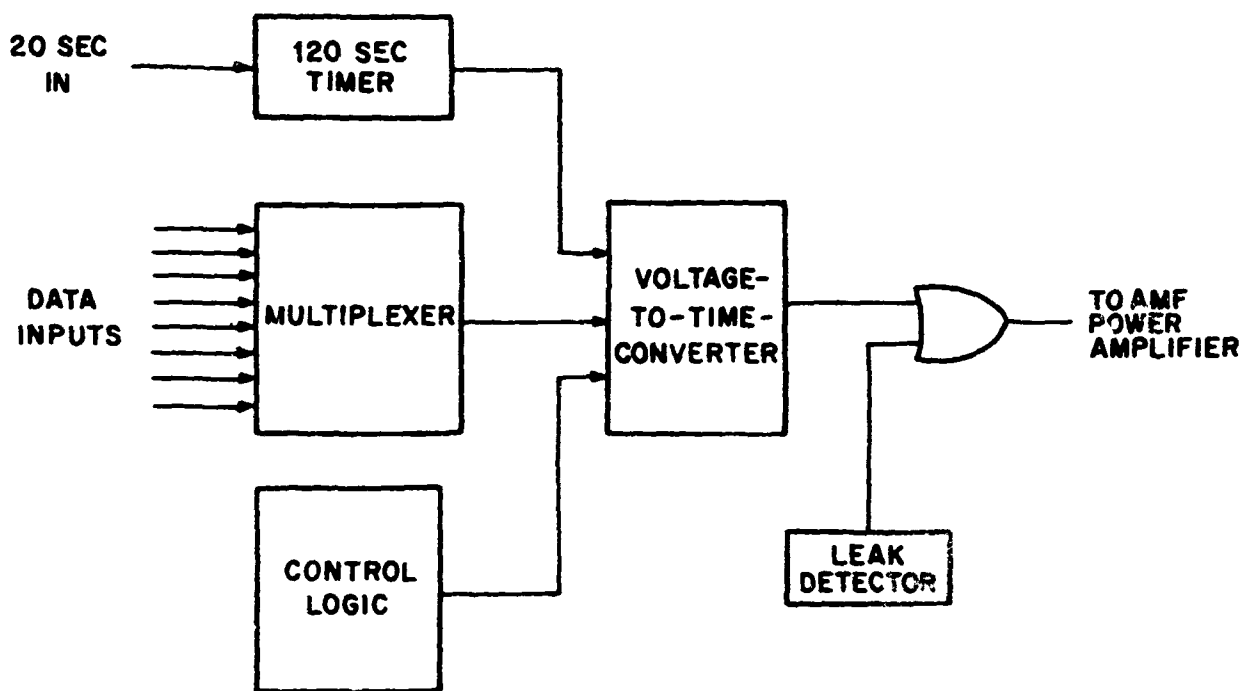 20 SEC
IN
120 SEC
TIMER
DATA
INPUTS
MULTIPLEXER
CONTROL
LOGIC
VOLTAGE-
TO-TIME-
CONVERTER
LEAK
DETECTOR
TO AMF
POWER
AMPLIFIER